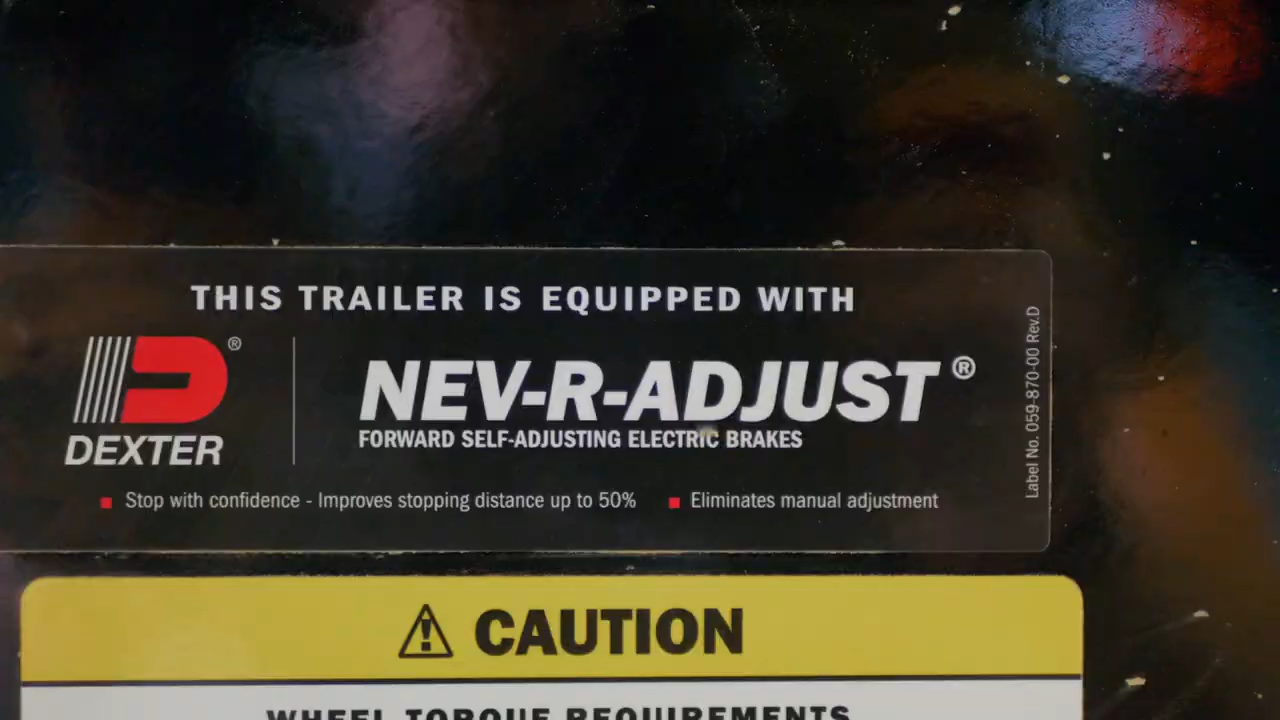 THIS TRAILER IS EQUIPPED WITH
DEXTER®
NEV-R-ADJUST®
FORWARD SELF-ADJUSTING ELECTRIC BRAKES
Stop with confidence - Improves stopping distance up to 50%
Eliminates manual adjustment
Label No. 059-870-00 Rev.D
CAUTION
WHEEL TORQUE REQUIREMENTS